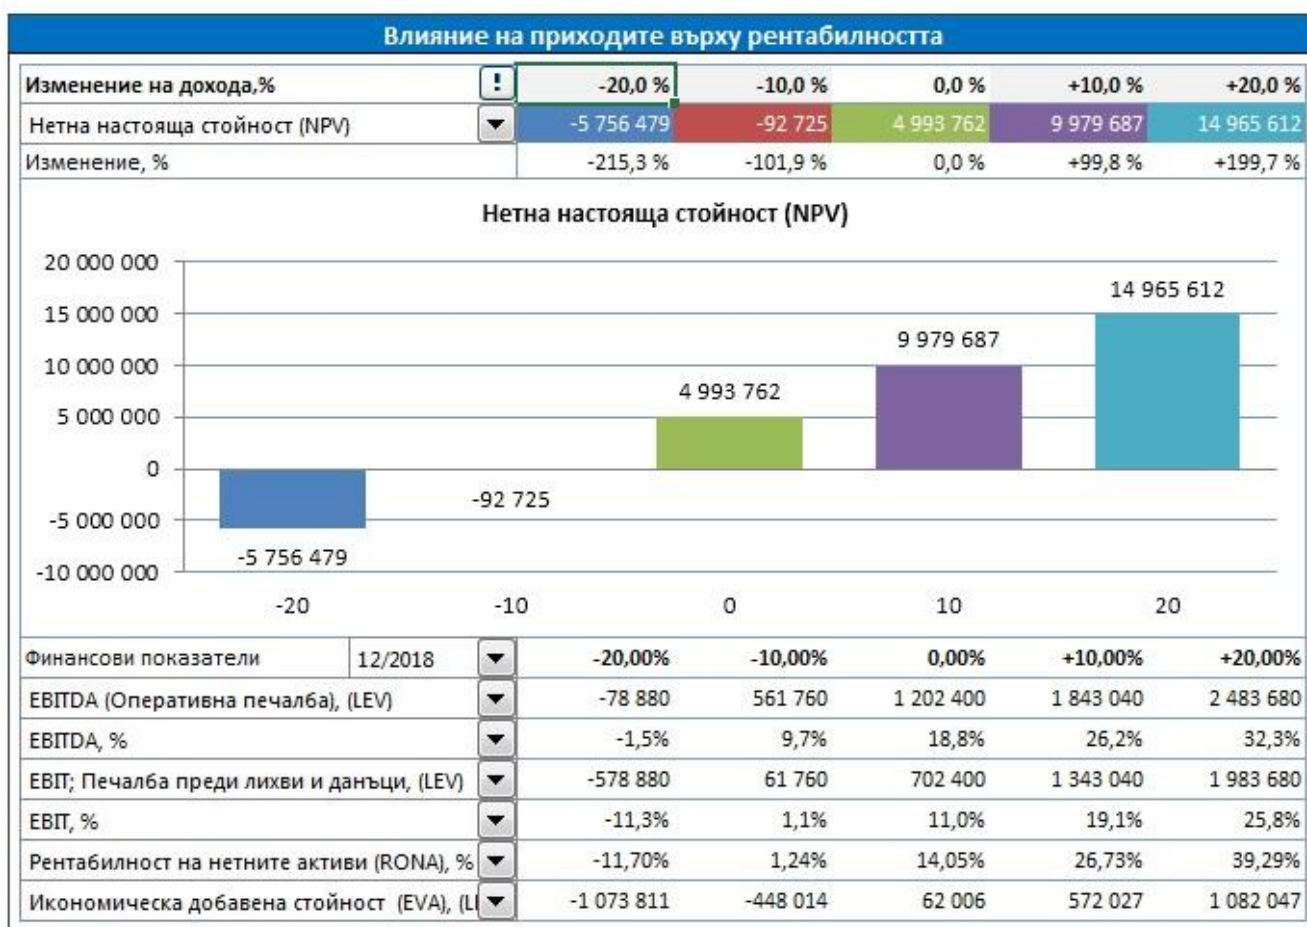 Влияние на приходите върху рентабилността
Изменение на дохода,% ! -20,0 % -10,0 % 0,0 % +10,0 % +20,0 %
Нетна настояща стойност (NPV) -5 756 479 -92 725 4 993 762 9 979 687 14 965 612
Изменение, % -215,3 % -101,9 % 0,0 % +99,8 % +199,7 %
Нетна настояща стойност (NPV)
20 000 000
14 965 612
15 000 000
9 979 687
10 000 000
4 993 762
5 000 000
0
-92 725
-5 000 000
-5 756 479
-10 000 000
-20 -10 0 10 20
Финансови показатели 12/2018 -20,00% -10,00% 0,00% +10,00% +20,00%
EBITDA (Оперативна печалба), (LEV) -78 880 561 760 1 202 400 1 843 040 2 483 680
EBITDA, % -1,5% 9,7% 18,8% 26,2% 32,3%
ЕBIT; Печалба преди лихви и данъци, (LEV) -578 880 61 760 702 400 1 343 040 1 983 680
EBIT, % -11,3% 1,1% 11,0% 19,1% 25,8%
Рентабилност на нетните активи (RONA), % -11,70% 1,24% 14,05% 26,73% 39,29%
Икономическа добавена стойност (EVA), -1 073 811 -448 014 62 006 572 027 1 082 047